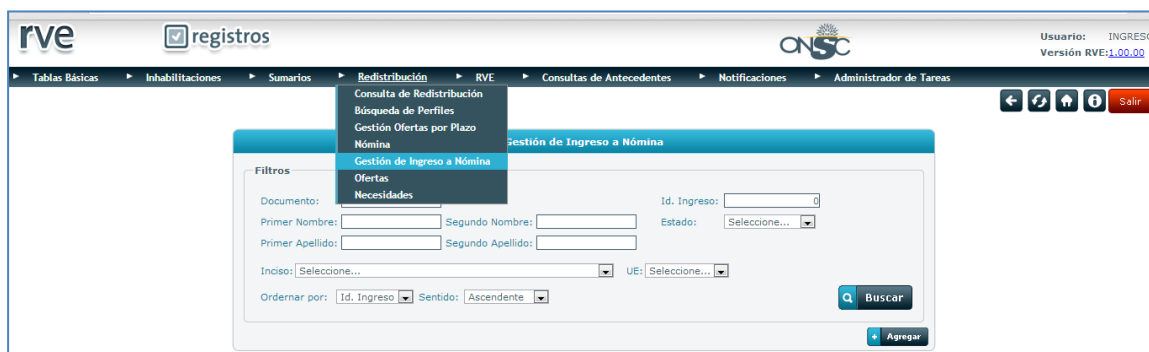 rve registros ONSC Usuario: INGRESO
Versión RVE:1.00.00
Tablas Básicas Inhabilitaciones Sumarios Redistribución RVE Consultas de Antecedentes Notificaciones Administrador de Tareas
Consulta de Redistribución
Búsqueda de Perfiles
Gestión Ofertas por Plazo
Nómina
Gestión de Ingreso a Nómina
Ofertas
Necesidades
Salir
Gestión de Ingreso a Nómina
Filtros
Documento: Id. Ingreso: 0
Primer Nombre: Segundo Nombre: Estado: Seleccione...
Primer Apellido: Segundo Apellido:
Inciso: Seleccione... UE: Seleccione...
Ordernar por: Id. Ingreso Sentido: Ascendente Buscar
Agregar